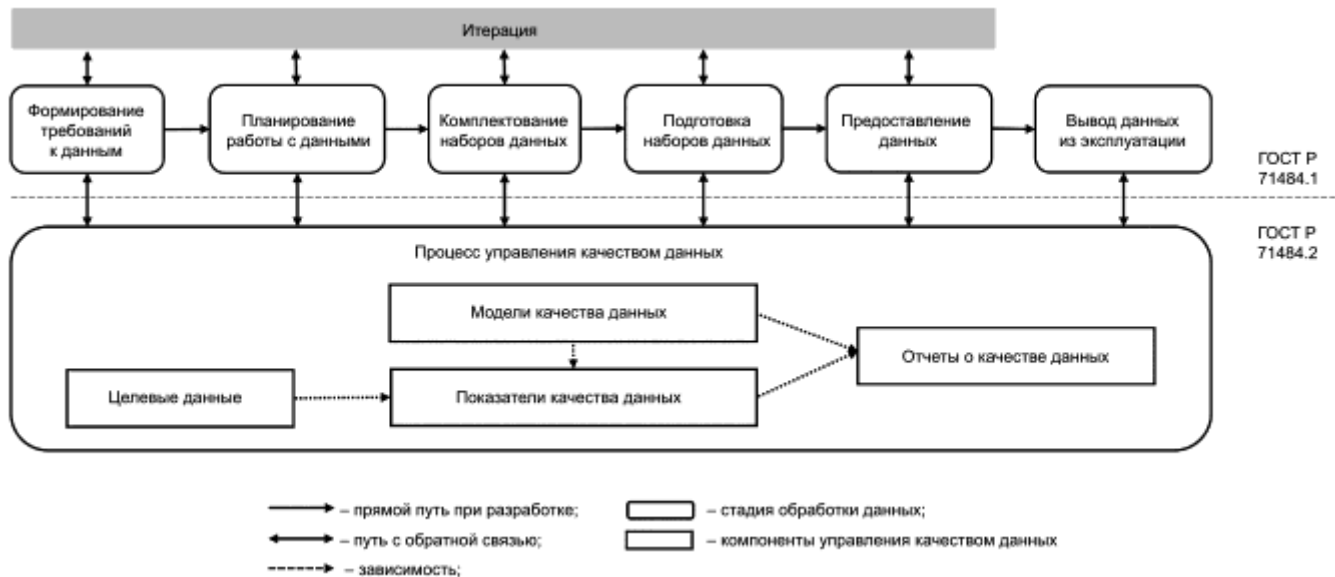 Итерация
Формирование
требований
к данным
Планирование
работы с данными
Комплектование
наборов данных
Подготовка
наборов данных
Предоставление
данных
Вывод данных
из эксплуатации
ГОСТ Р
71484.1
ГОСТ Р
71484.2
Процесс управления качеством данных
Модели качества данных
Отчеты о качестве данных
Целевые данные
Показатели качества данных
– прямой путь при разработке;
– стадия обработки данных;
– путь с обратной связью;
– компоненты управления качеством данных
– зависимость;